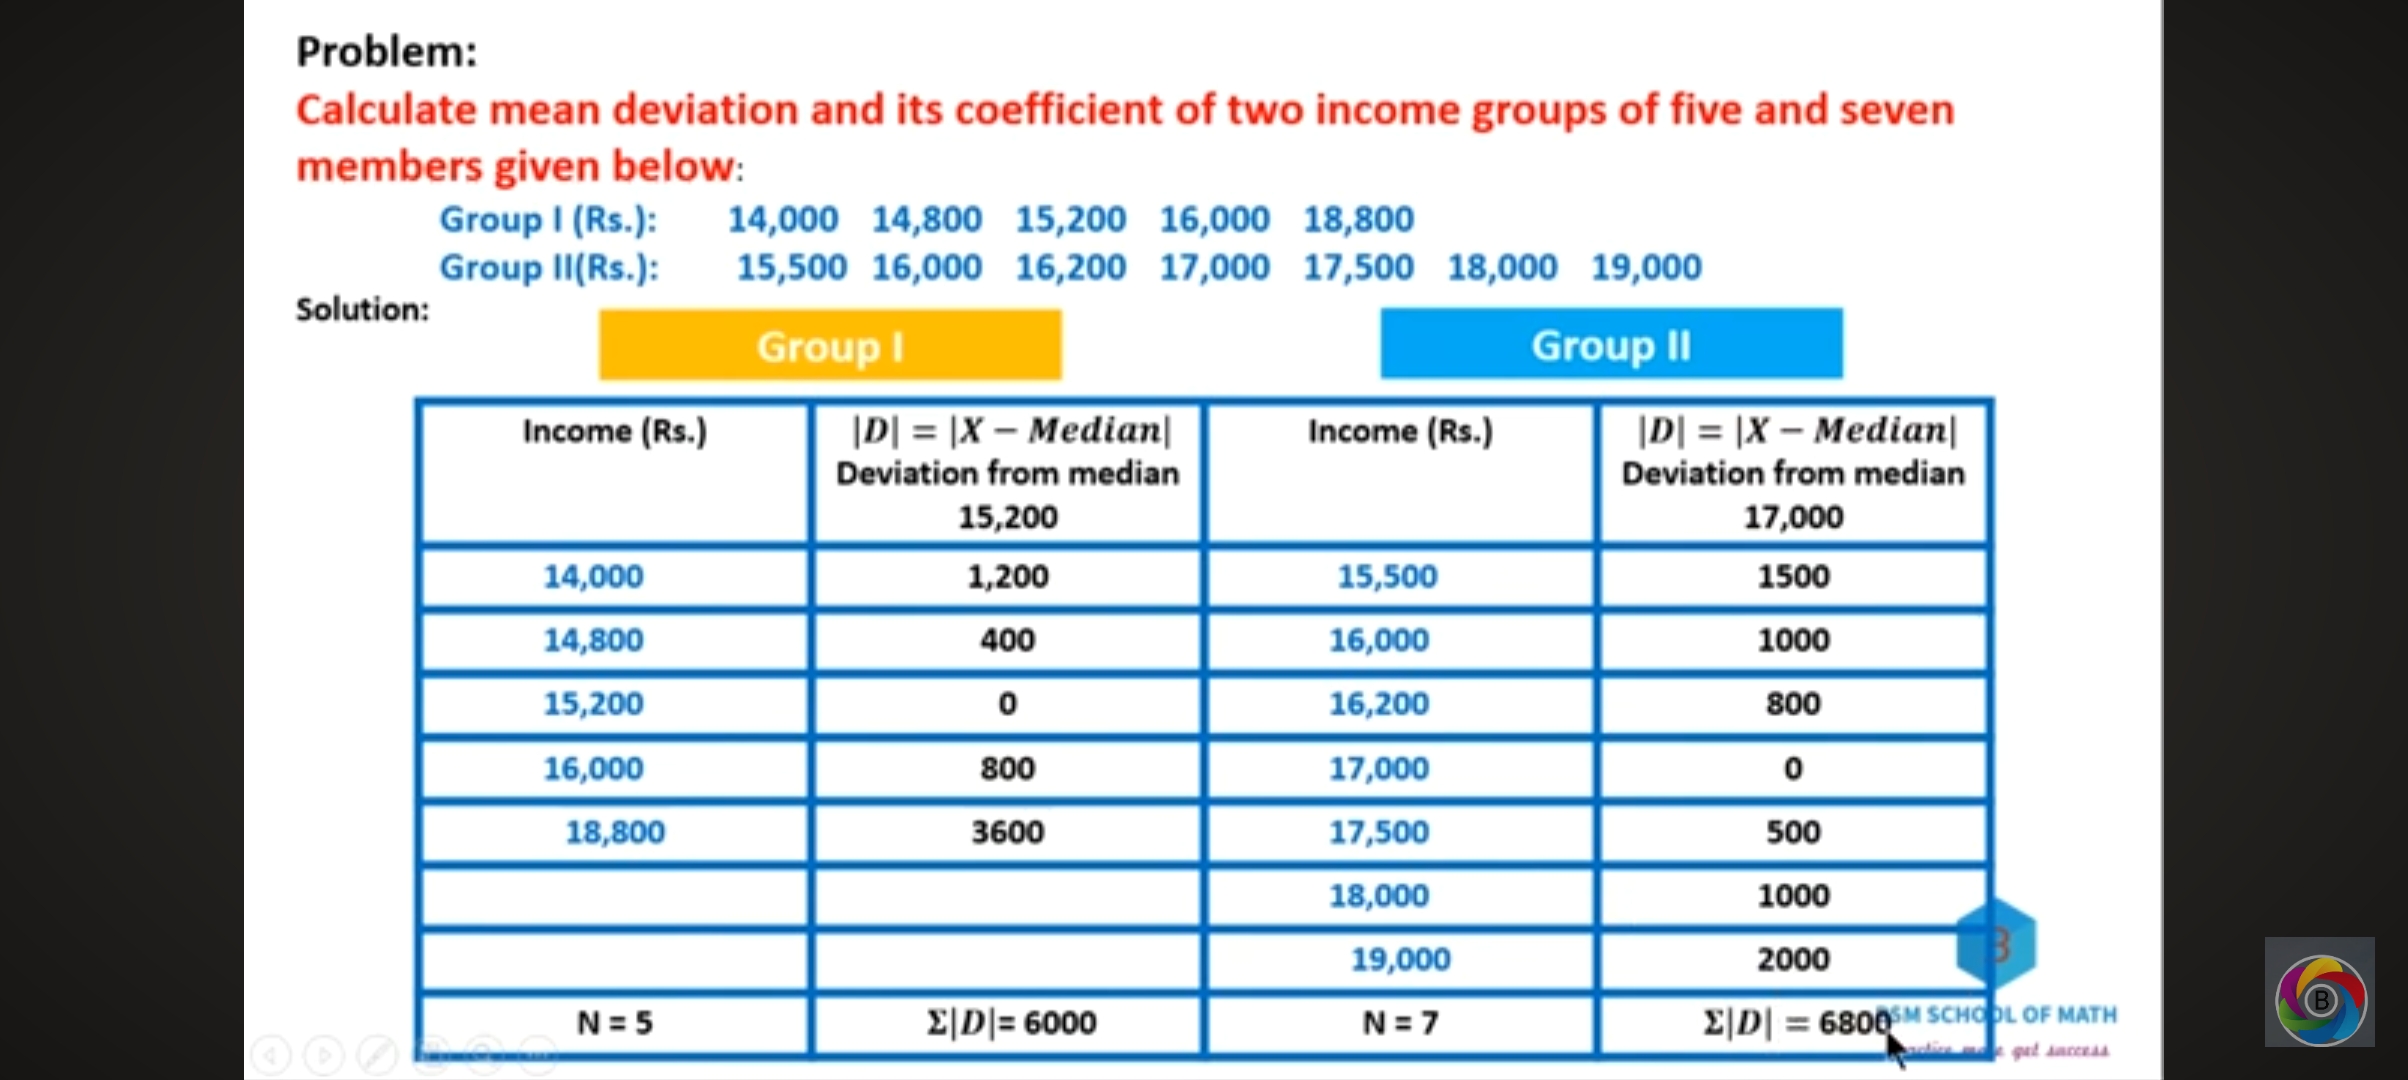 Problem:
Calculate mean deviation and its coefficient of two income groups of five and seven
members given below:
Group I (Rs.): 14,000 14,800 15,200 16,000 18,800
Group II(Rs.): 15,500 16,000 16,200 17,000 17,500 18,000 19,000
Solution:
Group I Group II
Income (Rs.) |D| = |X − Median| Income (Rs.) |D| = |X − Median|
Deviation from median Deviation from median
15,200 17,000
14,000 1,200 15,500 1500
14,800 400 16,000 1000
15,200 0 16,200 800
16,000 800 17,000 0
18,800 3600 17,500 500
18,000 1000
19,000 2000
N = 5 Σ|D|= 6000 N = 7 Σ|D| = 6800
SM SCHOOL OF MATH
get success
B